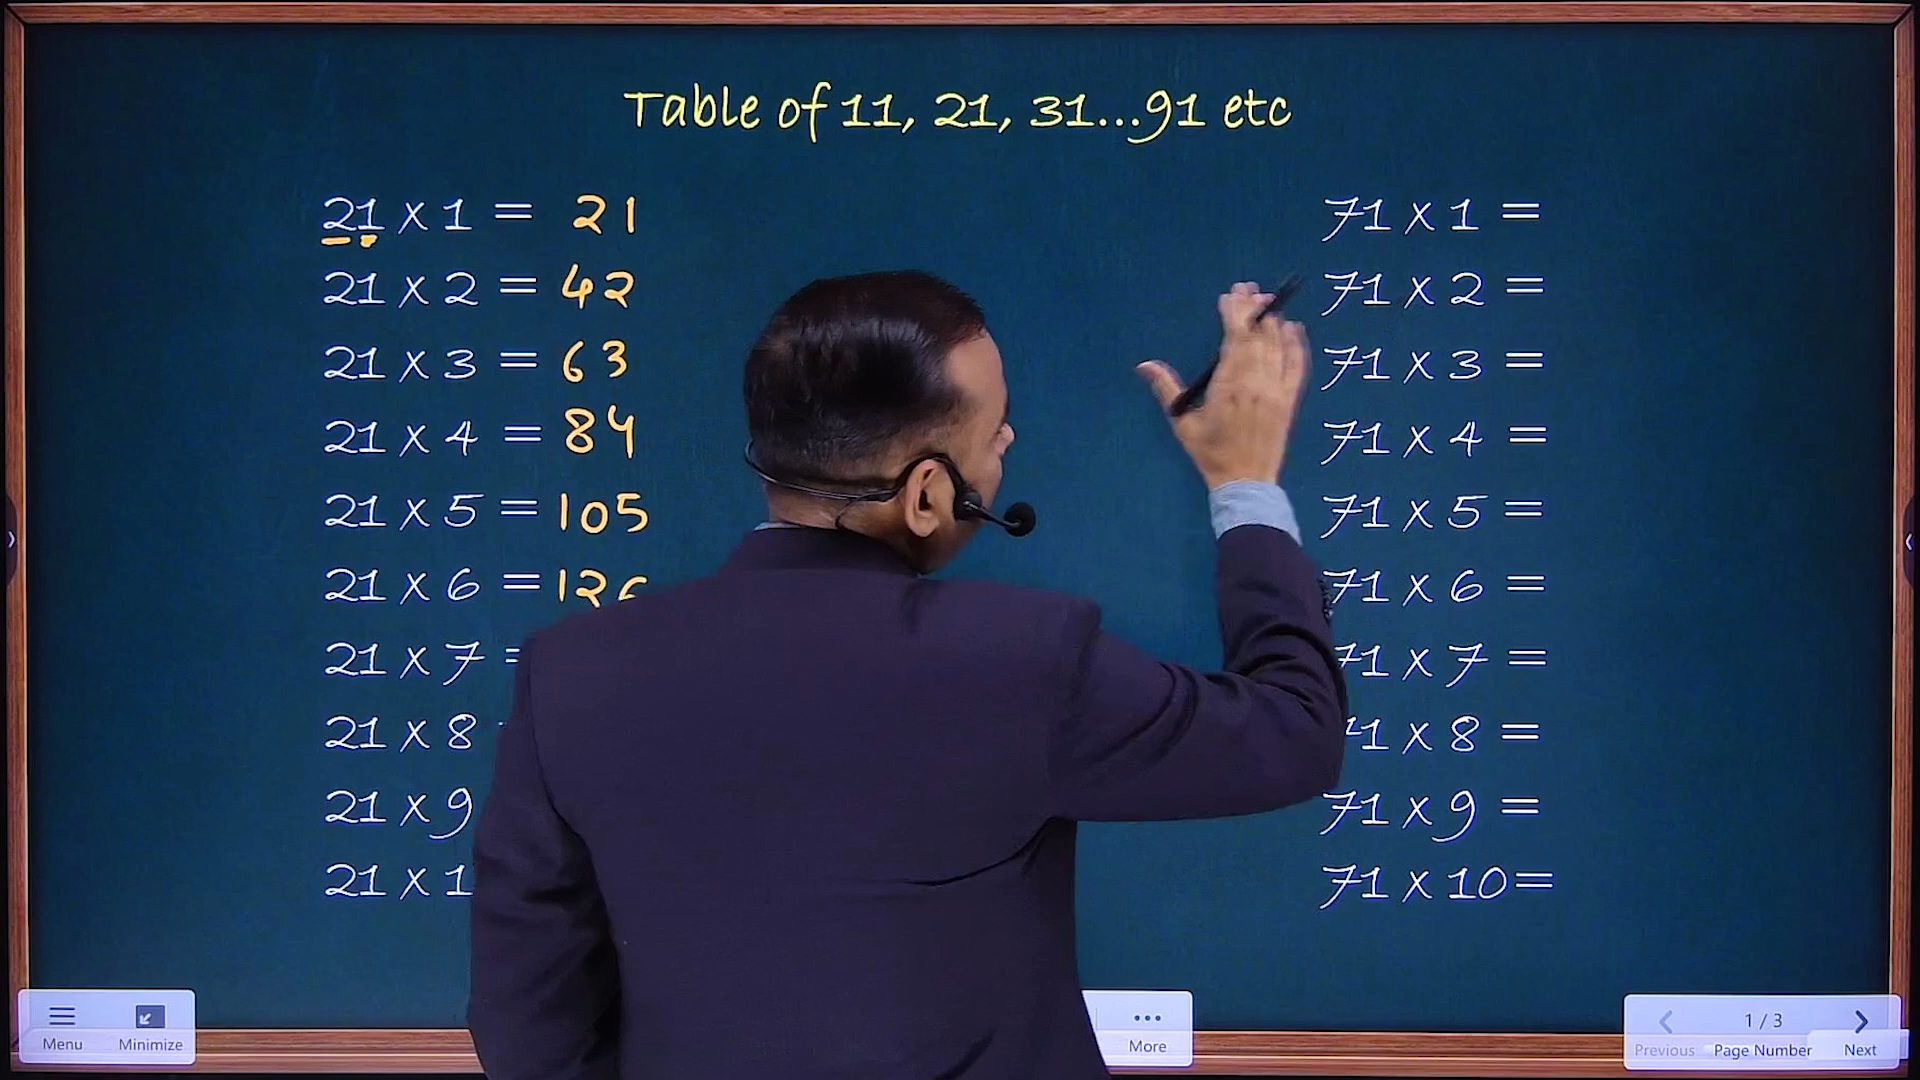 Table of 11, 21, 31...91 etc
21 x 1 = 21
21 x 2 = 42
21 x 3 = 63
21 x 4 = 84
21 x 5 = 105
21 x 6 = 126
21 x 7 =
21 x 8
21 x 9
21 x 1
71 x 1 =
71 x 2 =
71 x 3 =
71 x 4 =
71 x 5 =
71 x 6 =
71 x 7 =
71 x 8 =
71 x 9 =
71 x 10=
Menu
Minimize
More
1 / 3
Previous Page Number Next